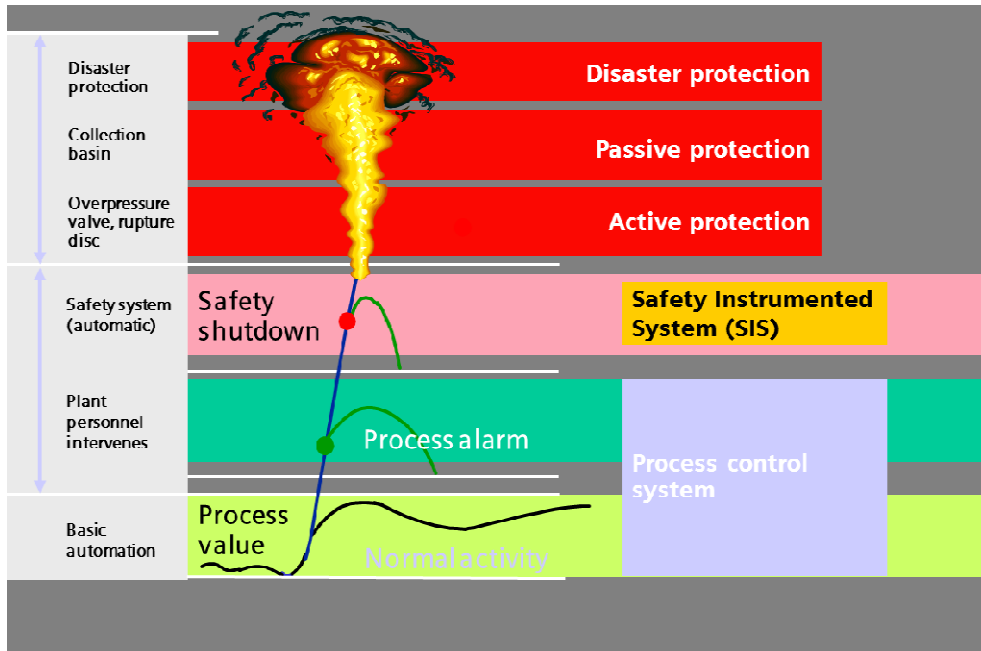 Disaster
protection
Disaster protection
Collection
basin
Passive protection
Overpressure
valve, rupture
disc
Active protection
Safety system
(automatic)
Safety
shutdown
Safety Instrumented
System (SIS)
Plant
personnel
intervenes
Process alarm
Process control
system
Basic
automation
Process
value
Normal activity